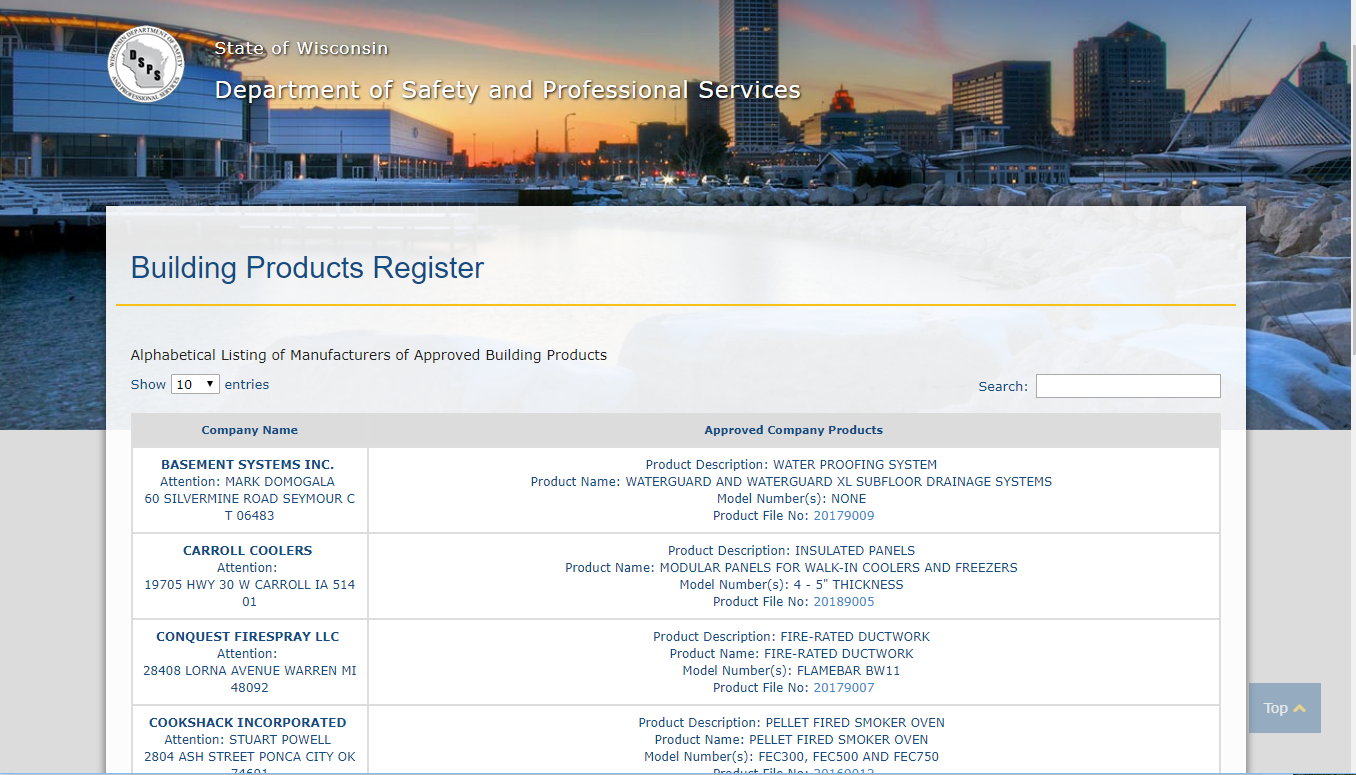 WISCONSIN DEPARTMENT OF SAFETY
AND PROFESSIONAL SERVICES
DSPS
State of Wisconsin
Department of Safety and Professional Services
Building Products Register
Alphabetical Listing of Manufacturers of Approved Building Products
Show 10 entries
Search:
Company Name
Approved Company Products
BASEMENT SYSTEMS INC.
Attention: MARK DOMOGALA
60 SILVERMINE ROAD SEYMOUR C
T 06483
Product Description: WATER PROOFING SYSTEM
Product Name: WATERGUARD AND WATERGUARD XL SUBFLOOR DRAINAGE SYSTEMS
Model Number(s): NONE
Product File No: 20179009
CARROLL COOLERS
Attention:
19705 HWY 30 W CARROLL IA 514
01
Product Description: INSULATED PANELS
Product Name: MODULAR PANELS FOR WALK-IN COOLERS AND FREEZERS
Model Number(s): 4 - 5" THICKNESS
Product File No: 20189005
CONQUEST FIRESPRAY LLC
Attention:
28408 LORNA AVENUE WARREN MI
48092
Product Description: FIRE-RATED DUCTWORK
Product Name: FIRE-RATED DUCTWORK
Model Number(s): FLAMEBAR BW11
Product File No: 20179007
COOKSHACK INCORPORATED
Attention: STUART POWELL
2804 ASH STREET PONCA CITY OK
74601
Product Description: PELLET FIRED SMOKER OVEN
Product Name: PELLET FIRED SMOKER OVEN
Model Number(s): FEC300, FEC500 AND FEC750
Product File No: 20169012
Top